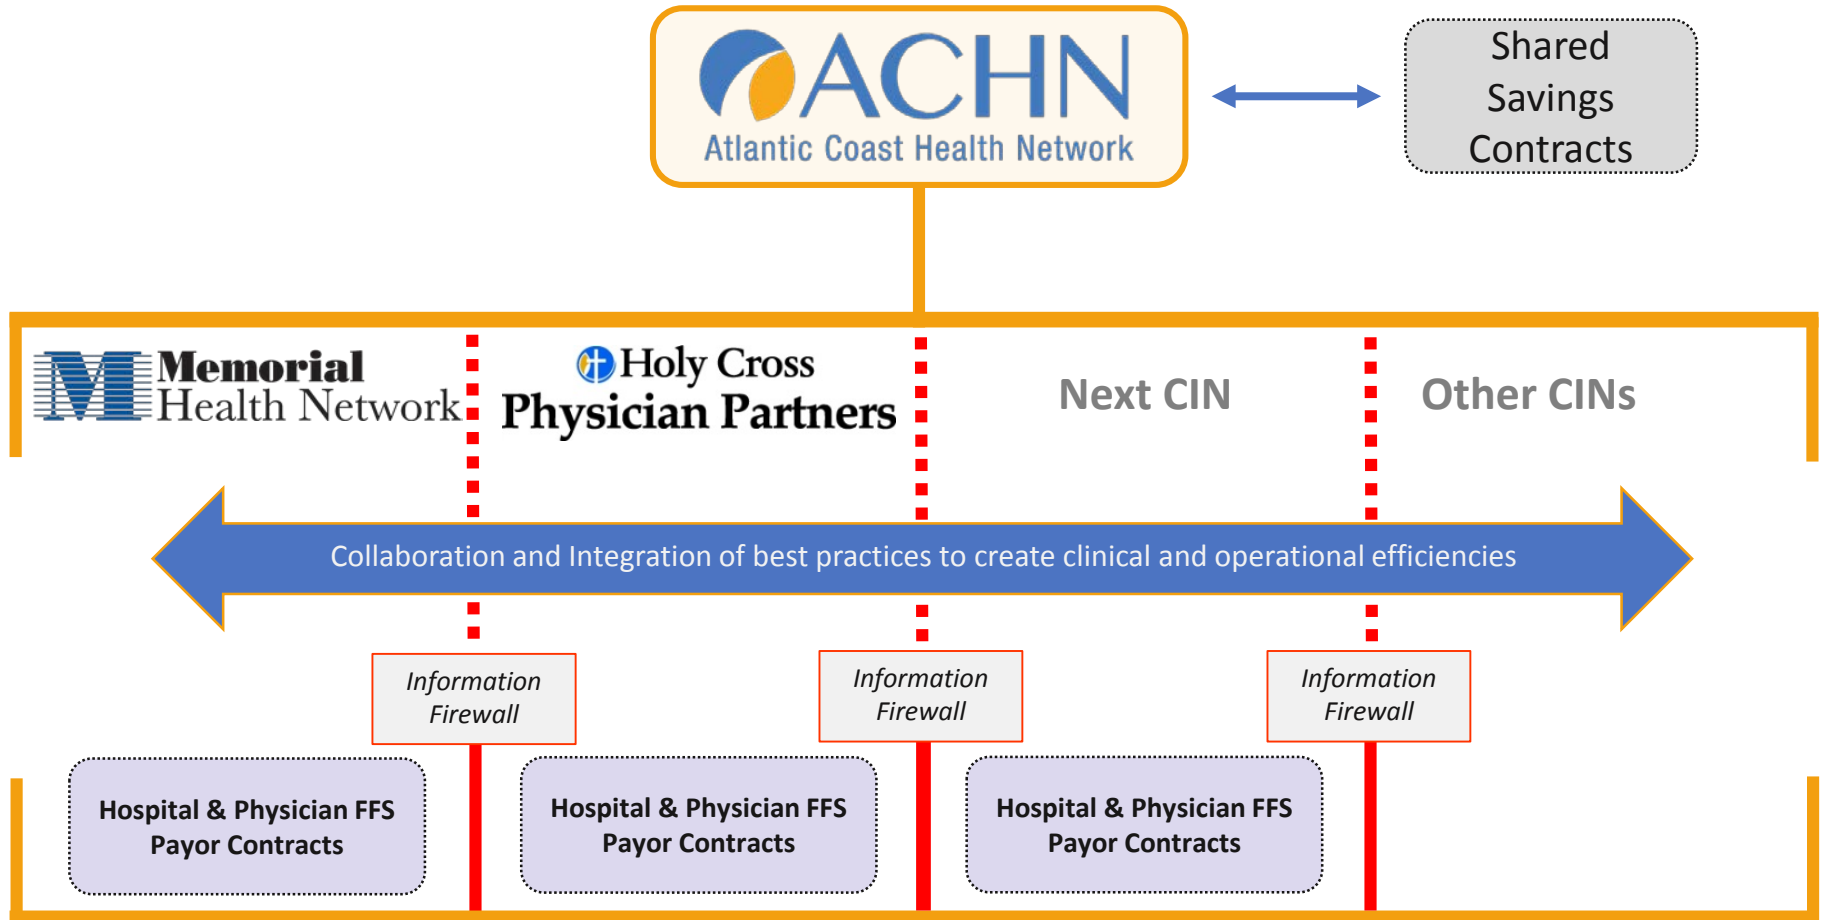 ACHN
Atlantic Coast Health Network
Shared
Savings
Contracts
Memorial
Health Network
Holy Cross
Physician Partners
Next CIN
Other CINs
Collaboration and Integration of best practices to create clinical and operational efficiencies
Information
Firewall
Information
Firewall
Information
Firewall
Hospital & Physician FFS
Payor Contracts
Hospital & Physician FFS
Payor Contracts
Hospital & Physician FFS
Payor Contracts